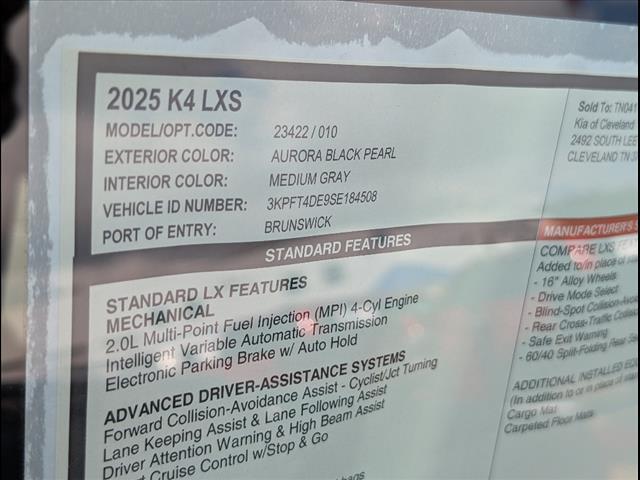 2025 K4 LXS
MODEL/OPT.CODE: 23422 / 010
EXTERIOR COLOR: AURORA BLACK PEARL
INTERIOR COLOR: MEDIUM GRAY
VEHICLE ID NUMBER: 3KPFT4DE9SE184508
PORT OF ENTRY: BRUNSWICK
Sold To: TN041
Kia of Cleveland
2492 SOUTH LEE
CLEVELAND TN
STANDARD FEATURES
STANDARD LX FEATURES
MECHANICAL
2.0L Multi-Point Fuel Injection (MPI) 4-Cyl Engine
Intelligent Variable Automatic Transmission
Electronic Parking Brake w/ Auto Hold
ADVANCED DRIVER-ASSISTANCE SYSTEMS
Forward Collision-Avoidance Assist - Cyclist/Jct Turning
Lane Keeping Assist & Lane Following Assist
Driver Attention Warning & High Beam Assist
Cruise Control w/Stop & Go
MANUFACTURER'S
COMPARE LXS
Added to/in place of
- 16" Alloy Wheels
- Drive Mode Select
- Blind-Spot
- Rear Cross-Traffic
- Safe Exit Warning
- 60/40 Split-Folding Rear
ADDITIONAL INSTALLED
(In addition to or in place of
Cargo Mat
Carpeted Floor Mats